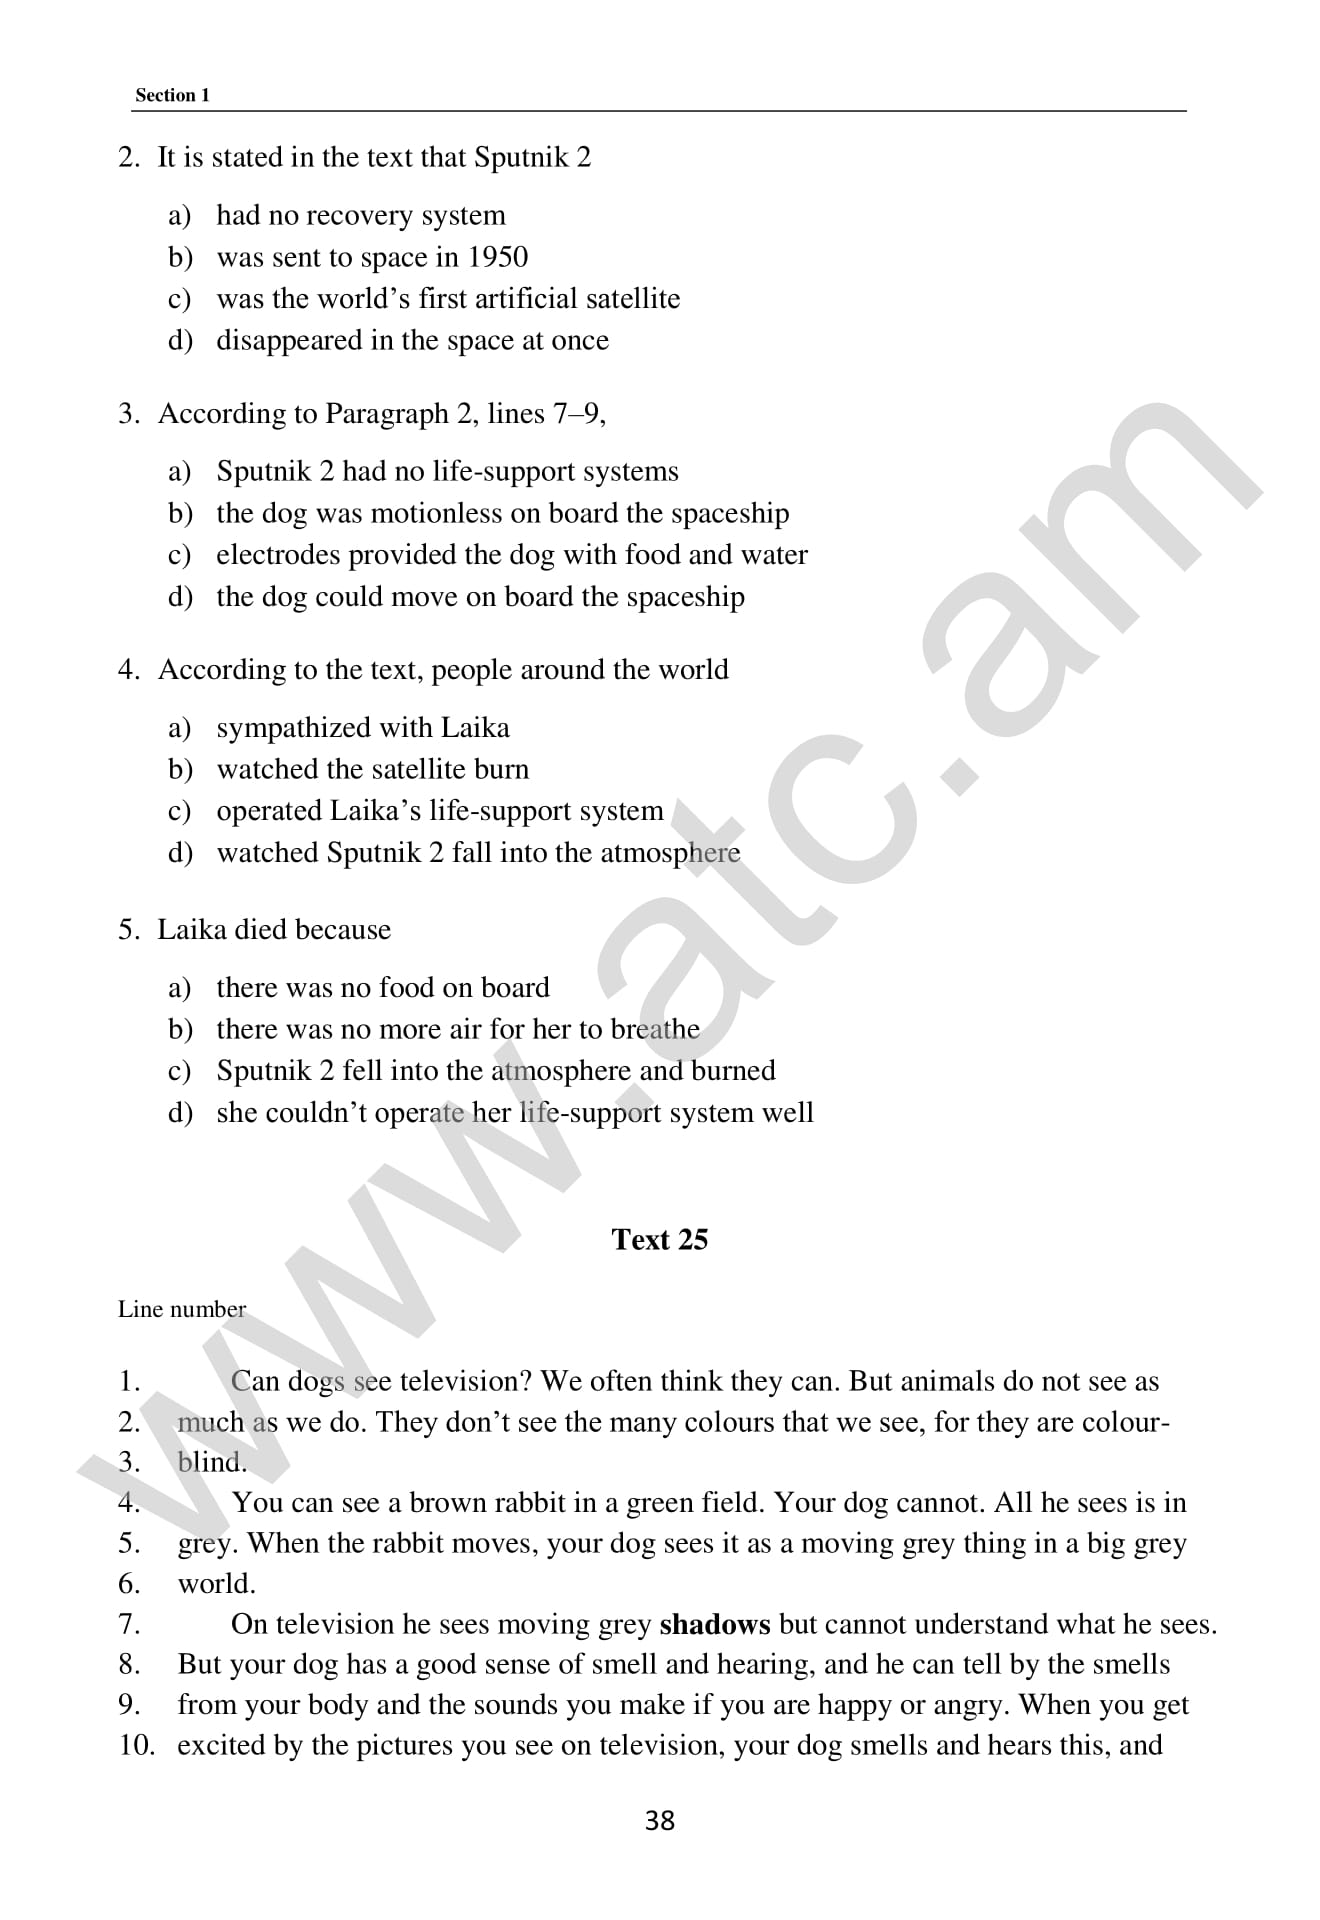 Section 1
2. It is stated in the text that Sputnik 2
a) had no recovery system
b) was sent to space in 1950
c) was the world’s first artificial satellite
d) disappeared in the space at once
3. According to Paragraph 2, lines 7–9,
a) Sputnik 2 had no life-support systems
b) the dog was motionless on board the spaceship
c) electrodes provided the dog with food and water
d) the dog could move on board the spaceship
4. According to the text, people around the world
a) sympathized with Laika
b) watched the satellite burn
c) operated Laika’s life-support system
d) watched Sputnik 2 fall into the atmosphere
5. Laika died because
a) there was no food on board
b) there was no more air for her to breathe
c) Sputnik 2 fell into the atmosphere and burned
d) she couldn’t operate her life-support system well
Text 25
Line number
1. Can dogs see television? We often think they can. But animals do not see as
2. much as we do. They don’t see the many colours that we see, for they are colour-
3. blind.
4. You can see a brown rabbit in a green field. Your dog cannot. All he sees is in
5. grey. When the rabbit moves, your dog sees it as a moving grey thing in a big grey
6. world.
7. On television he sees moving grey shadows but cannot understand what he sees.
8. But your dog has a good sense of smell and hearing, and he can tell by the smells
9. from your body and the sounds you make if you are happy or angry. When you get
10. excited by the pictures you see on television, your dog smells and hears this, and
38
www.atc.am